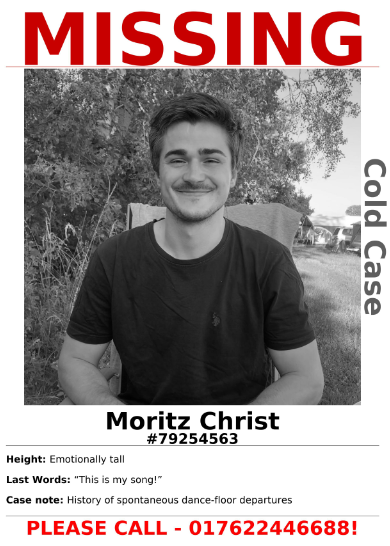 MISSING
Cold Case
Moritz Christ
#79254563
Height: Emotionally tall
Last Words: “This is my song!”
Case note: History of spontaneous dance-floor departures
PLEASE CALL - 017622446688!